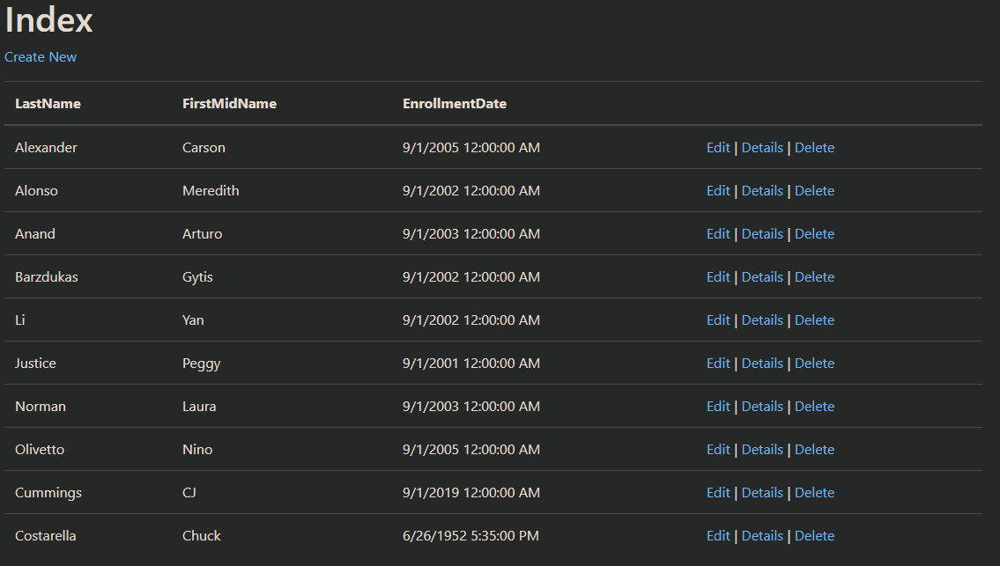 Index
Create New
LastName FirstMidName EnrollmentDate
Alexander Carson 9/1/2005 12:00:00 AM Edit | Details | Delete
Alonso Meredith 9/1/2002 12:00:00 AM Edit | Details | Delete
Anand Arturo 9/1/2003 12:00:00 AM Edit | Details | Delete
Barzdukas Gytis 9/1/2002 12:00:00 AM Edit | Details | Delete
Li Yan 9/1/2002 12:00:00 AM Edit | Details | Delete
Justice Peggy 9/1/2001 12:00:00 AM Edit | Details | Delete
Norman Laura 9/1/2003 12:00:00 AM Edit | Details | Delete
Olivetto Nino 9/1/2005 12:00:00 AM Edit | Details | Delete
Cummings CJ 9/1/2019 12:00:00 AM Edit | Details | Delete
Costarella Chuck 6/26/1952 5:35:00 PM Edit | Details | Delete